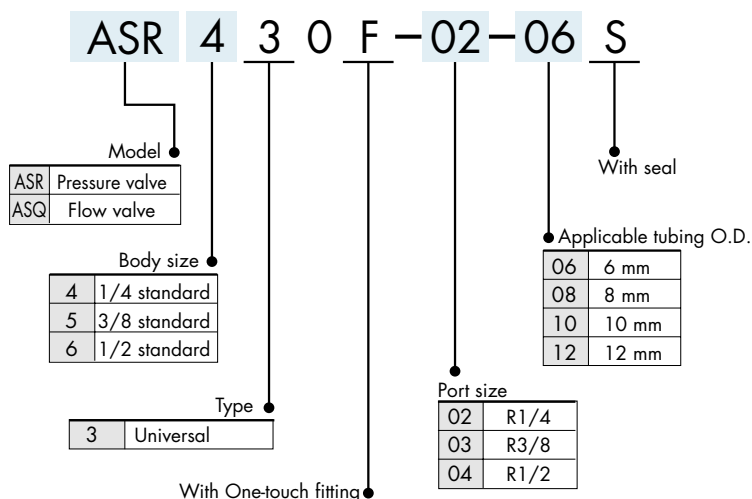 ASR 4 3 0 F - 02 - 06 S
Model
ASR Pressure valve
ASQ Flow valve
With seal
Applicable tubing O.D.
06 6 mm
08 8 mm
10 10 mm
12 12 mm
Body size
4 1/4 standard
5 3/8 standard
6 1/2 standard
Port size
02 R1/4
03 R3/8
04 R1/2
Type
3 Universal
With One-touch fitting